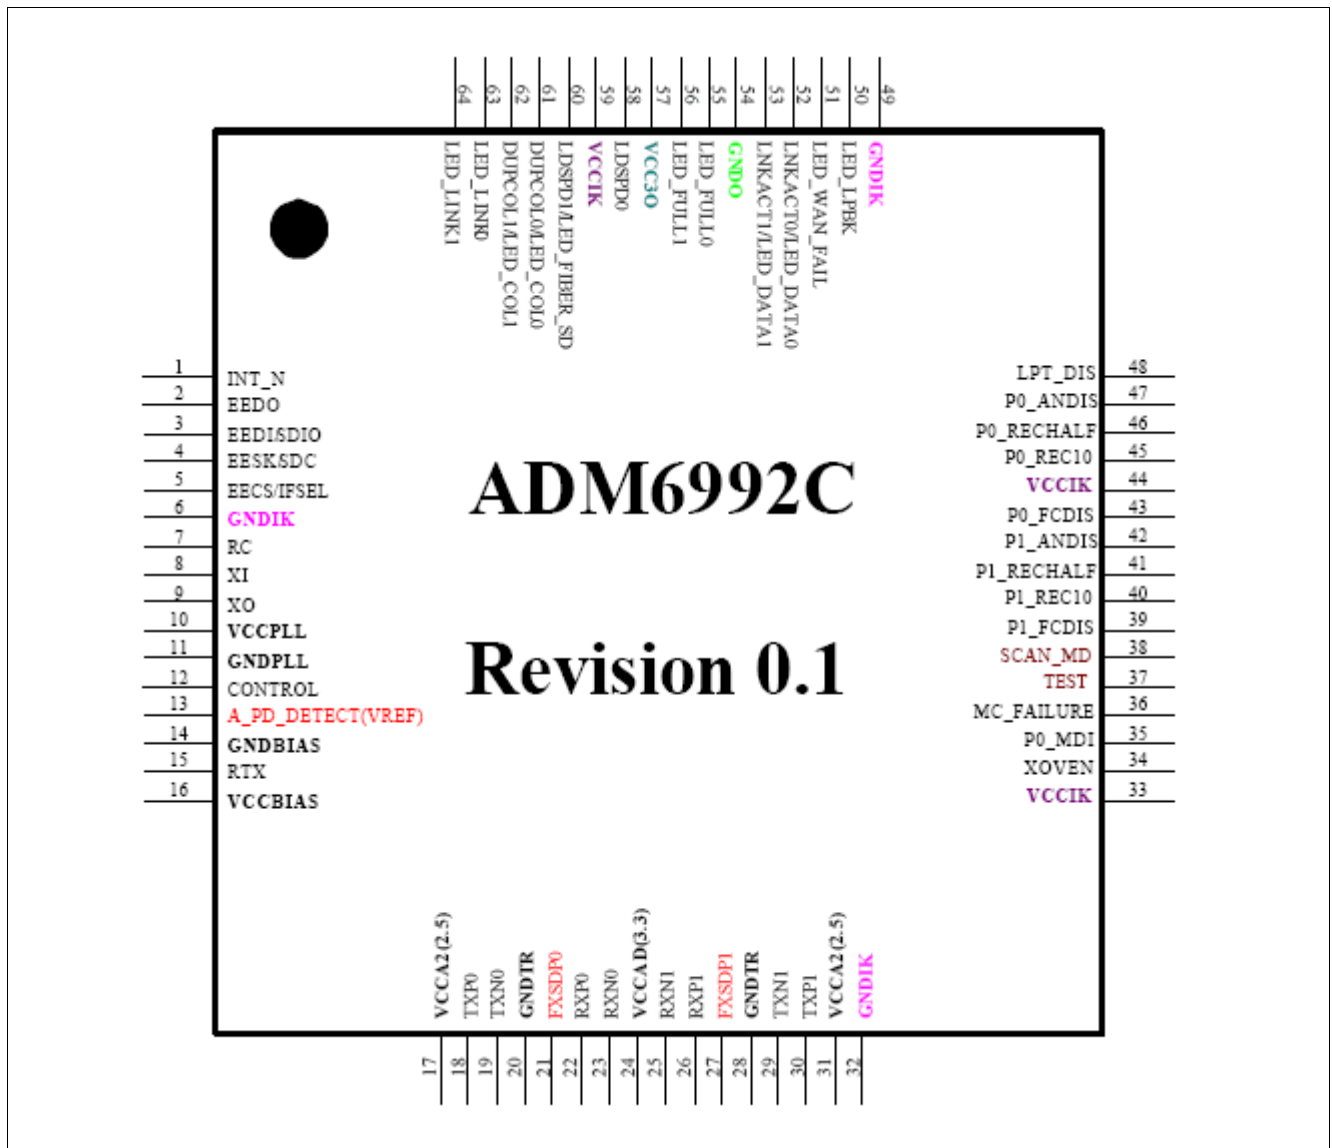 64
63
62
61
60
59
58
57
56
55
54
53
52
51
50
49
LED_LINK1
LED_LINK0
DUPCOL1/LED_COL1
DUPCOL0/LED_COL0
LDSPD1/LED_FIBER_SD
VCCIK
LDSPD0
VCC3O
LED_FULL1
LED_FULL0
GNDO
LNKACT1/LED_DATA1
LNKACT0/LED_DATA0
LED_WAN_FAIL
LED_LPBK
GNDIK
1 INT_N
2 EEDO
3 EEDI/SDIO
4 EESK/SDC
5 EECS/IFSEL
6 GNDIK
7 RC
8 XI
9 XO
10 VCCPLL
11 GNDPLL
12 CONTROL
13 A_PD_DETECT(VREF)
14 GNDBIAS
15 RTX
16 VCCBIAS
ADM6992C
Revision 0.1
LPT_DIS 48
P0_ANDIS 47
P0_RECHALF 46
P0_REC10 45
VCCIK 44
P0_FCDIS 43
P1_ANDIS 42
P1_RECHALF 41
P1_REC10 40
P1_FCDIS 39
SCAN_MD 38
TEST 37
MC_FAILURE 36
P0_MDI 35
XOVEN 34
VCCIK 33
VCCA2(2.5)
TXP0
TXN0
GNDTR
FXSDP0
RXP0
RXN0
VCCAD(3.3)
RXN1
RXP1
FXSDP1
GNDTR
TXN1
TXP1
VCCA2(2.5)
GNDIK
17
18
19
20
21
22
23
24
25
26
27
28
29
30
31
32